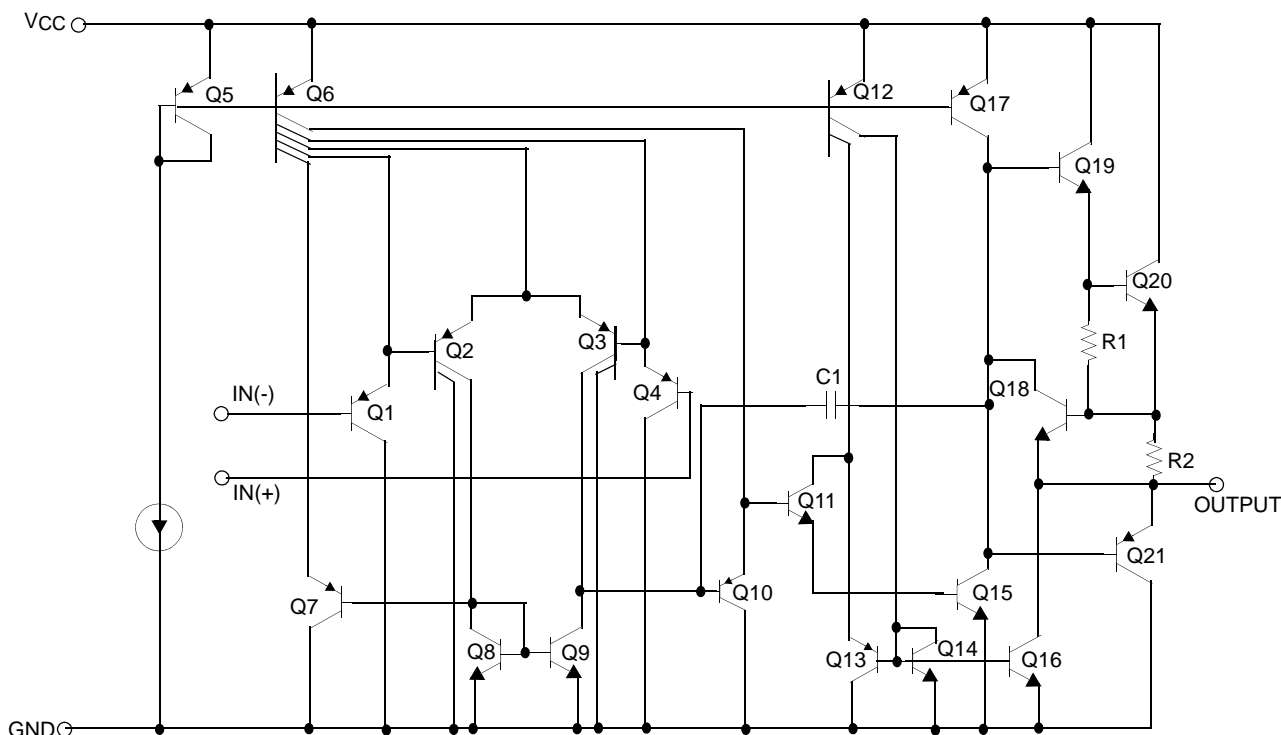 VCC
Q5
Q6
Q12
Q17
Q19
Q20
Q2
Q3
R1
C1
Q18
Q4
IN(-)
Q1
R2
IN(+)
Q11
OUTPUT
Q21
Q7
Q10
Q15
Q8
Q9
Q13
Q14
Q16
GND